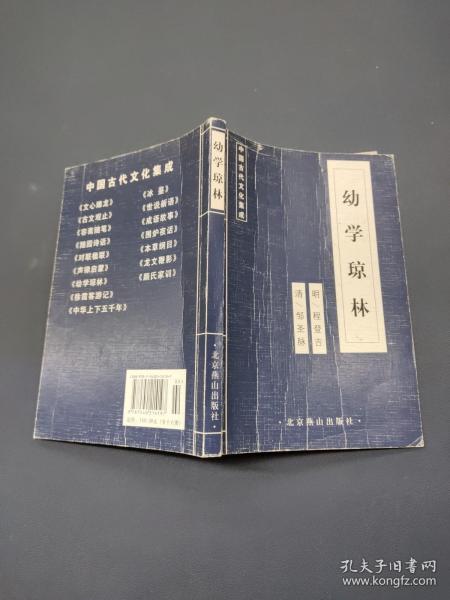 中国古代文化集成
《文心雕龙》
《古文观止》
《容斋随笔》
《随园诗话》
《对联楹联》
《声律启蒙》
《幼学琼林》
《徐霞客游记》
《中华上下五千年》
《冰鉴》
《世说新语》
《成语故事》
《围炉夜话》
《本草纲目》
《龙文鞭影》
《颜氏家训》
幼学琼林
·北京燕山出版社·
中国古代文化集成
幼学琼林
明／程登吉
清／邹圣脉
·北京燕山出版社·
孔夫子旧书网
www.kongfz.com